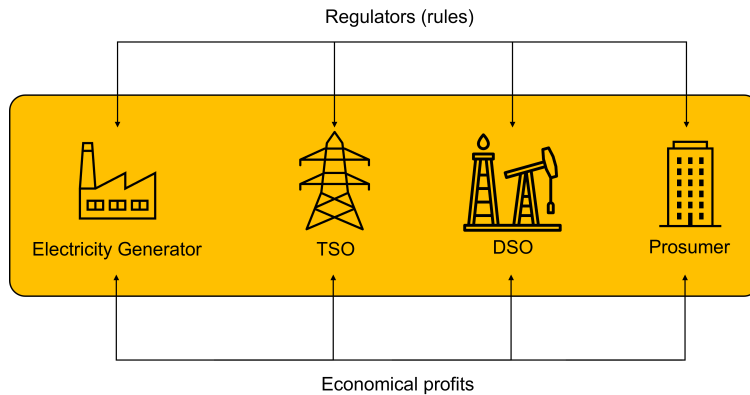 Regulators (rules)
Electricity Generator
TSO
DSO
Prosumer
Economical profits